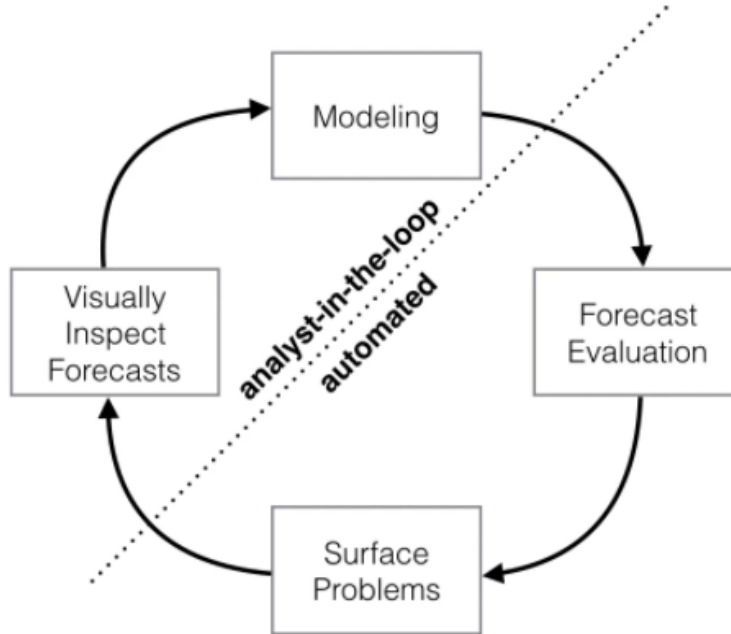 Modeling
analyst-in-the-loop
automated
Visually
Inspect
Forecasts
Forecast
Evaluation
Surface
Problems